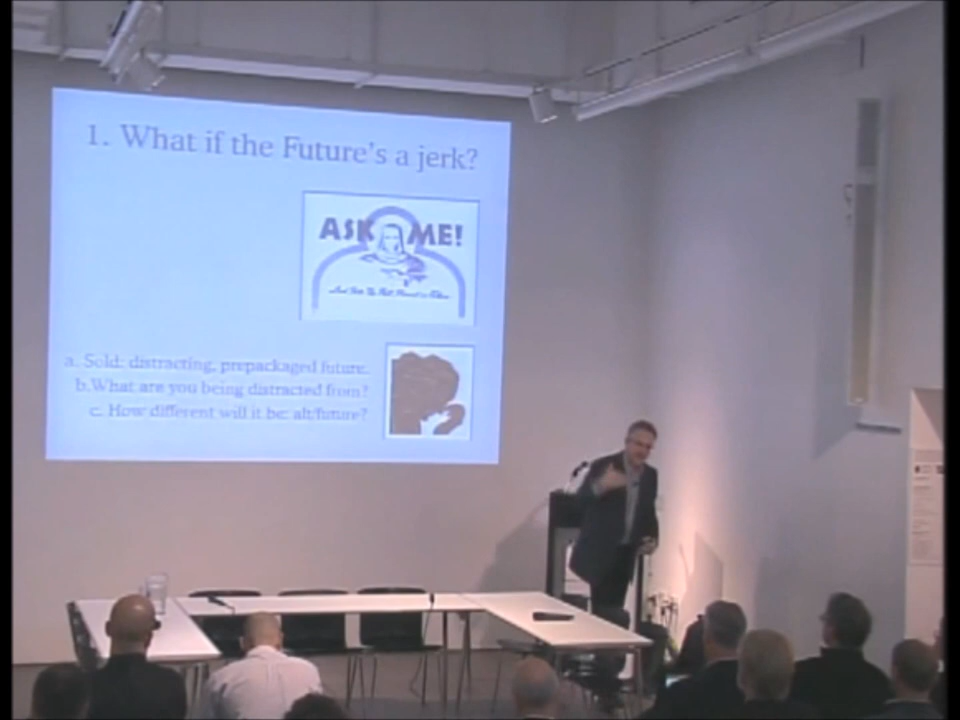 1. What if the Future's a jerk?
ASK ME!
a. Sold: distracting, prepackaged future.
b.What are you being distracted from?
c. How different will it be: alt/future?